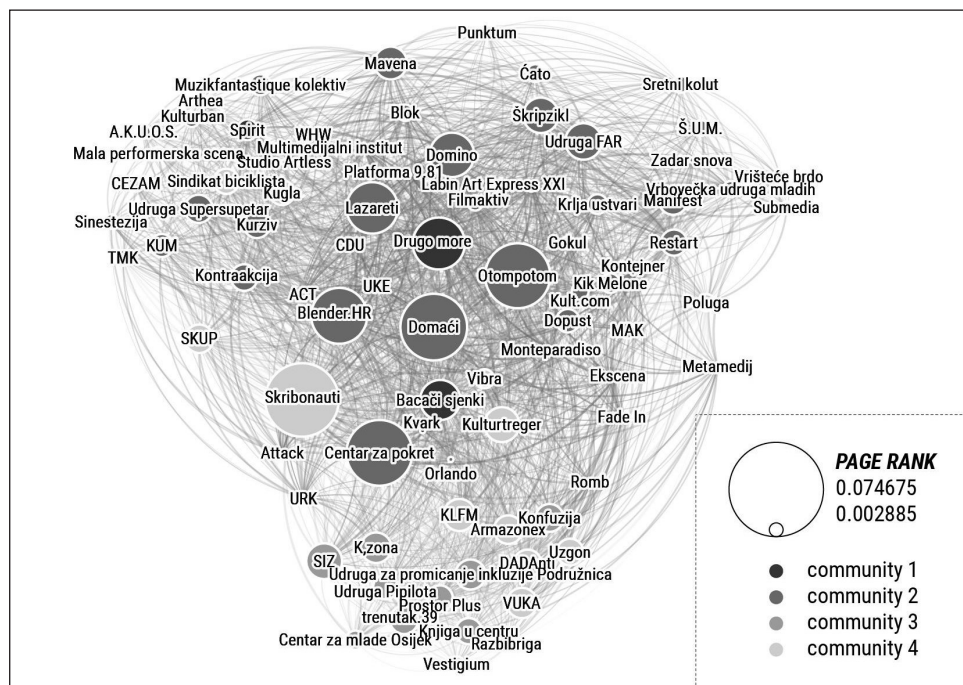 Punktum
Mavena
Ćato
Muzikfantastique kolektiv
Sretni kolut
Arthea
Kulturban
Blok
Škripzikl
A.K.U.O.S.
Spirit
WHW
Š.U.M.
Udruga FAR
Mala performerska scena
Multimedijalni institut
Domino
Studio Artless
Zadar snova
Platforma 9,81
CEZAM
Sindikat biciklista
Labin Art Express XXI
Vrišteće brdo
Vrbovečka udruga mladih
Kugla
Filmaktiv
Krlja ustvari
Manifest
Submedia
Udruga Supersupetar
Lazareti
Sinestezija
Kurziv
KUM
CDU
Drugo more
Gokul
Restart
TMK
Kontejner
Kontraakcija
Otompotom
UKE
Kik Melone
ACT
Kult.com
Poluga
Blender.HR
Domaći
Dopust
MAK
SKUP
Monteparadiso
Metamedij
Vibra
Ekscena
Skribonauti
Bacači sjenki
Kvark
Kulturtreger
Fade In
Attack
Centar za pokret
Orlando
Romb
URK
KLFM
Armazonex
Konfuzija
K.zona
Uzgon
SIZ
DADAnti
Udruga za promicanje inkluzije Podružnica
Udruga Pipilota
Prostor Plus
VUKA
trenutak.39
Centar za mlade Osijek
Knjiga u centru
Razbibriga
Vestigium
PAGE RANK
0.074675
0.002885
community 1
community 2
community 3
community 4